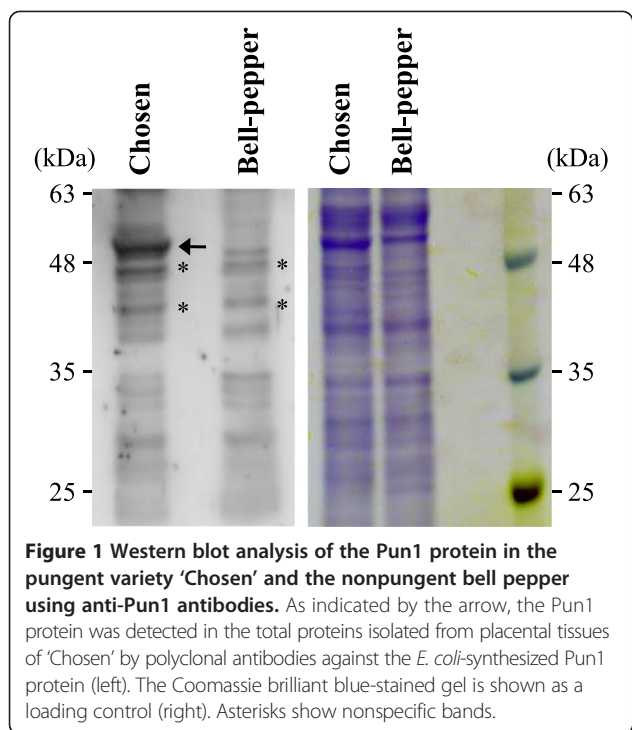 Chosen
Bell-pepper
Chosen
Bell-pepper
(kDa)
(kDa)
63
63
48
*
*
48
*
*
35
35
25
25
Figure 1 Western blot analysis of the Pun1 protein in the
pungent variety ‘Chosen’ and the nonpungent bell pepper
using anti-Pun1 antibodies. As indicated by the arrow, the Pun1
protein was detected in the total proteins isolated from placental tissues
of ‘Chosen’ by polyclonal antibodies against the E. coli-synthesized Pun1
protein (left). The Coomassie brilliant blue-stained gel is shown as a
loading control (right). Asterisks show nonspecific bands.